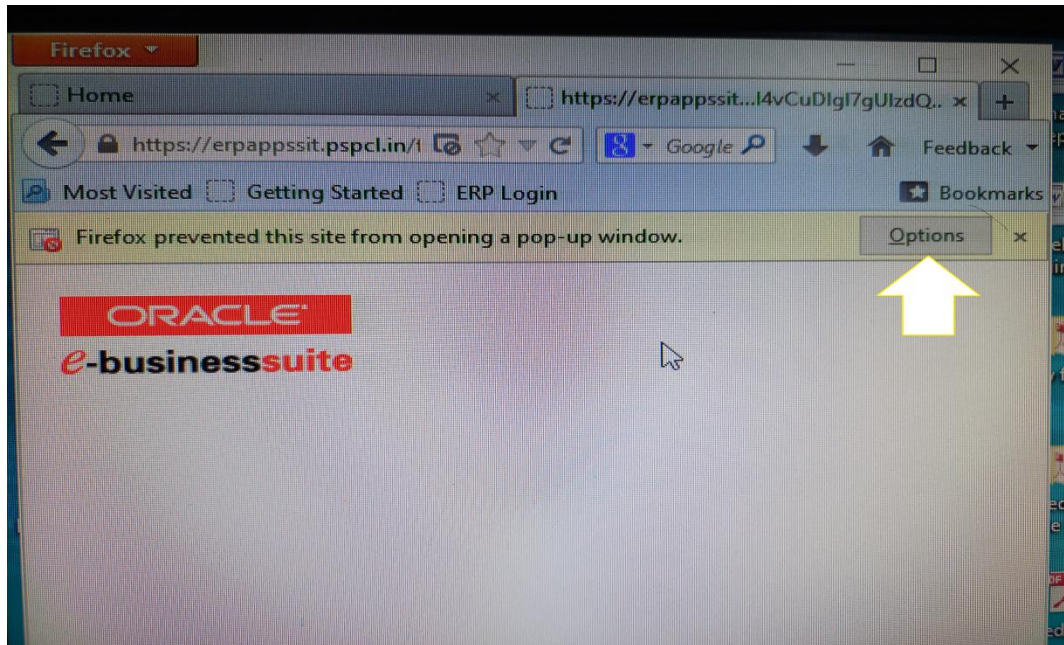 Firefox
Home
https://erpappssit...I4vCuDIgI7gUIzdQ..
https://erpappssit.pspcl.in/
Google
Feedback
Most Visited
Getting Started
ERP Login
Bookmarks
Firefox prevented this site from opening a pop-up window.
Options
ORACLE
e-businesssuite